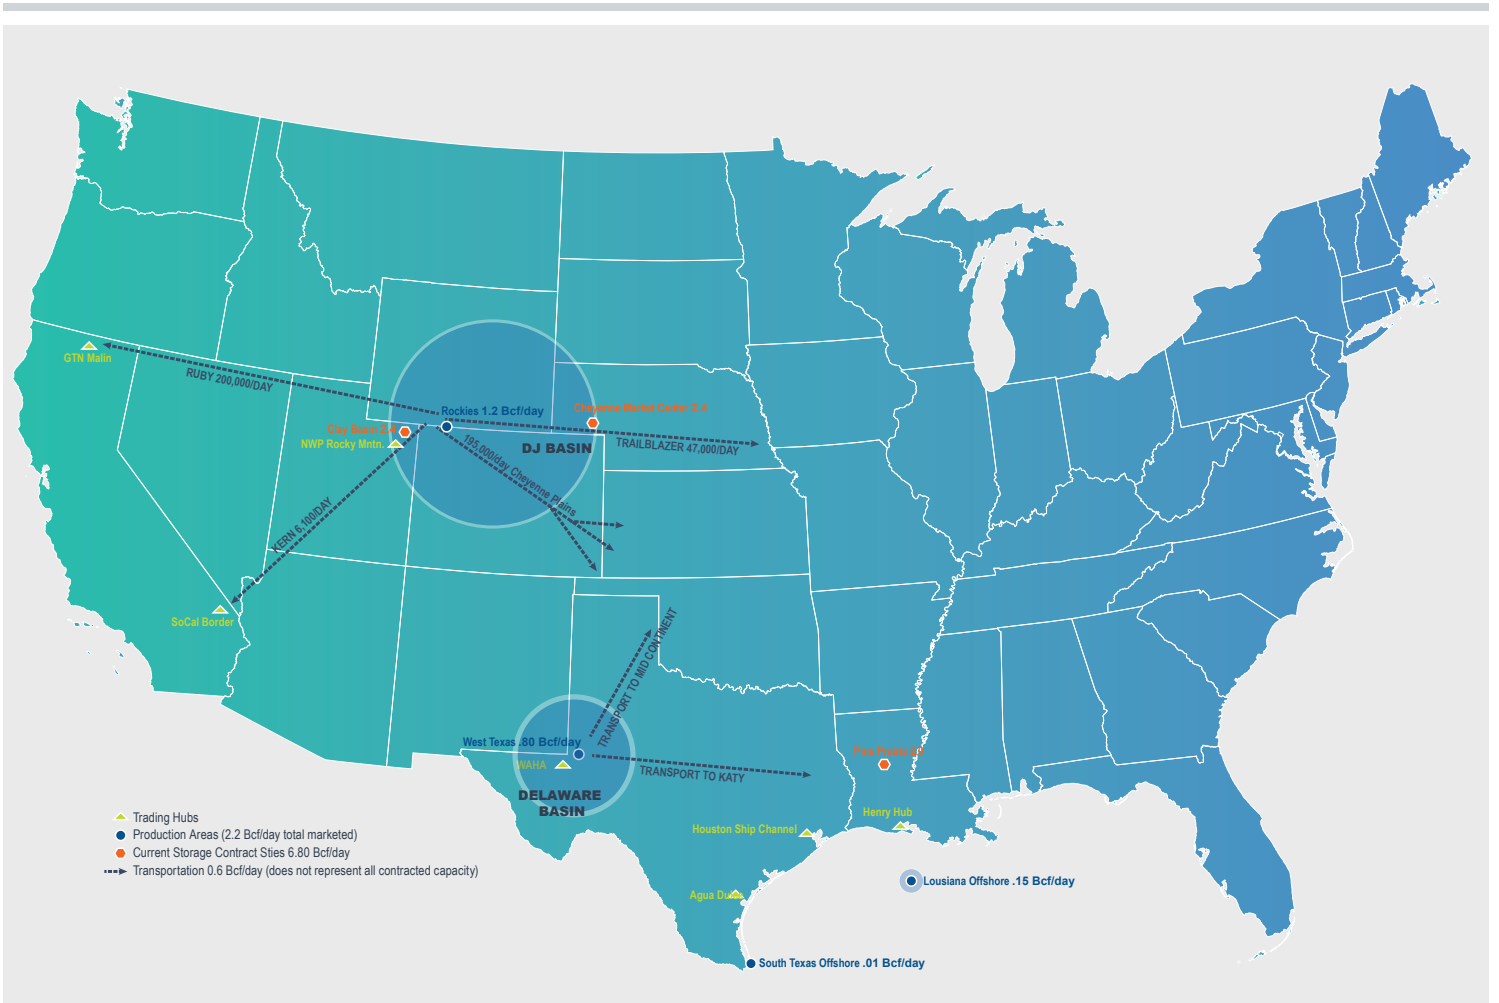 GTN Malin
RUBY 200,000/DAY
Rockies 1.2 Bcf/day
Cheyenne Market Center 2.4
Clay Basin 2.4
NWP Rocky Mntn.
DJ BASIN
TRAILBLAZER 47,000/DAY
195,000/day Cheyenne Plains
KERN 6,100/DAY
SoCal Border
TRANSPORT TO MID CONTINENT
West Texas .80 Bcf/day
WAHA
TRANSPORT TO KATY
DELAWARE
BASIN
Pine Prairie 2.0
Henry Hub
Houston Ship Channel
Agua Dulce
Lousiana Offshore .15 Bcf/day
South Texas Offshore .01 Bcf/day
Trading Hubs
Production Areas (2.2 Bcf/day total marketed)
Current Storage Contract Sties 6.80 Bcf/day
Transportation 0.6 Bcf/day (does not represent all contracted capacity)